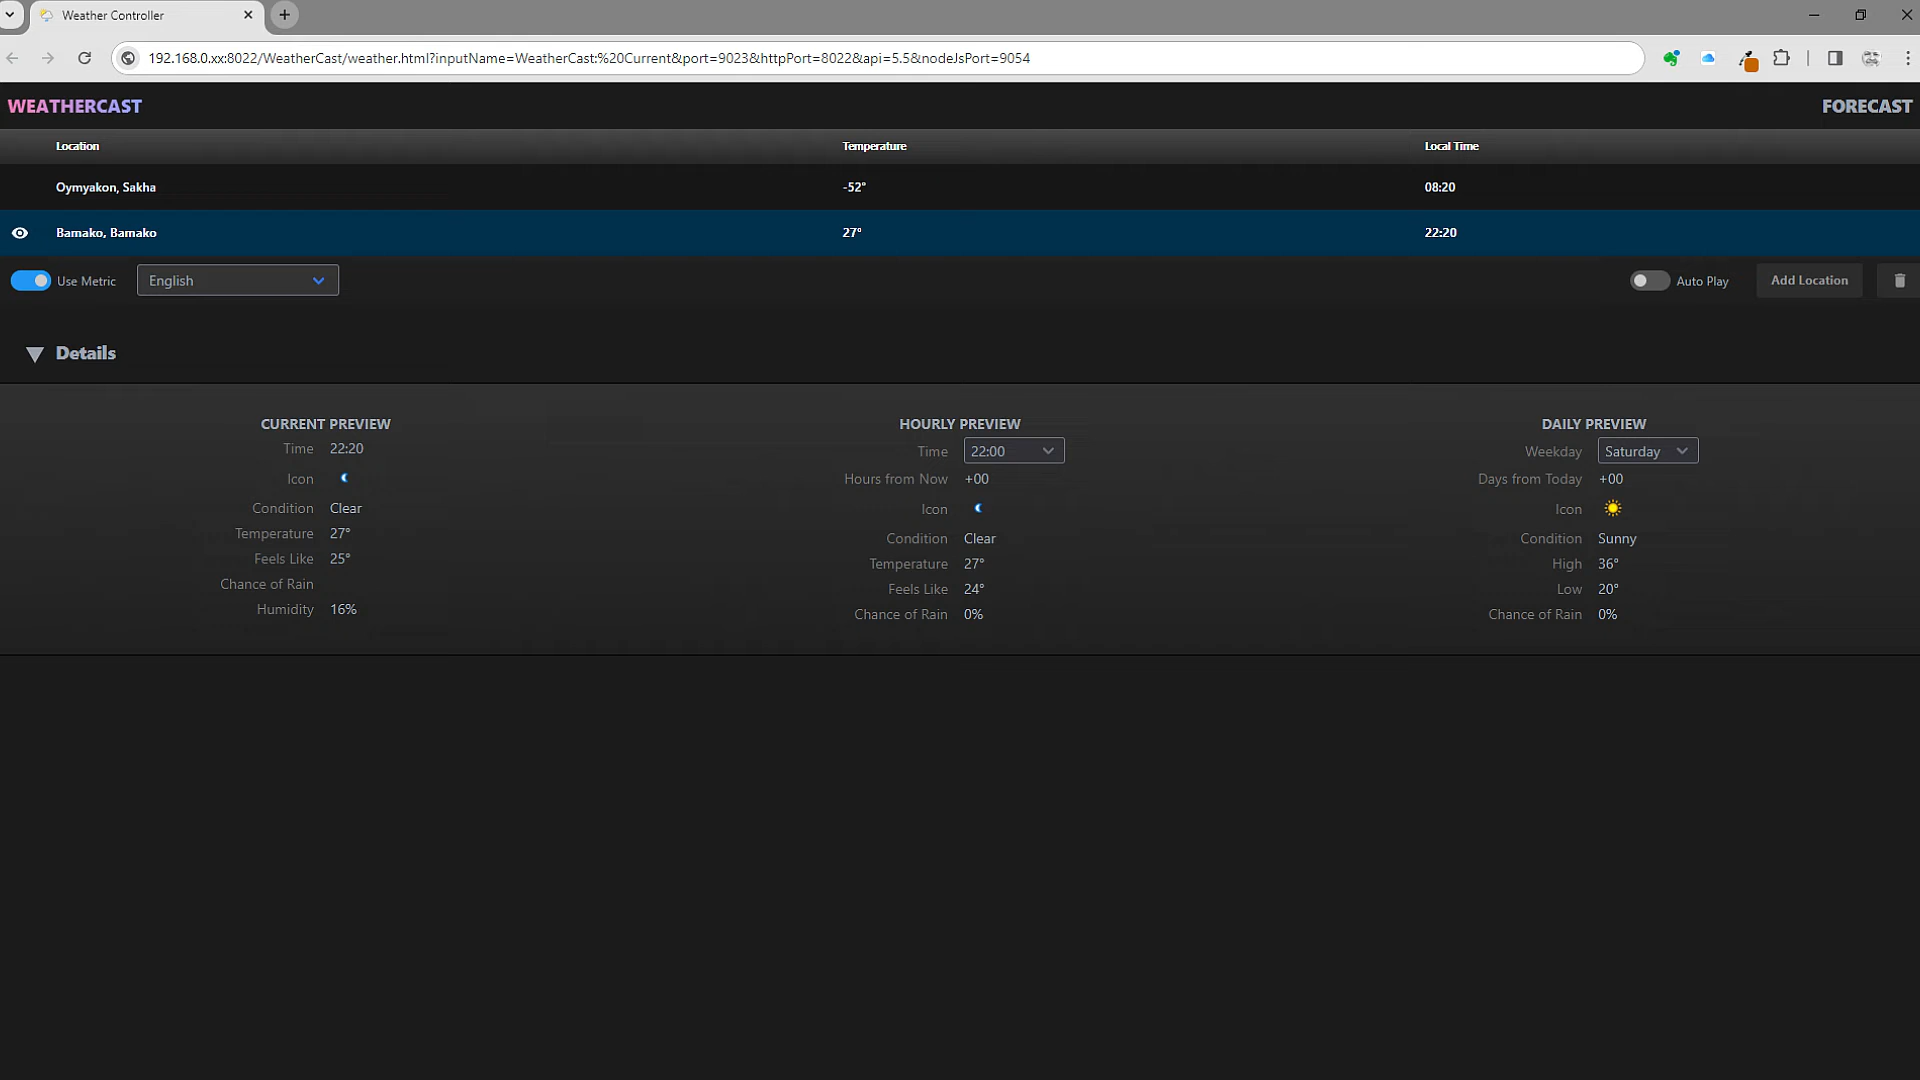 Weather Controller
192.168.0.xx:8022/WeatherCast/weather.html?inputName=WeatherCast:%20Current&port=9023&httpPort=8022&api=5.5&nodeJsPort=9054
WEATHERCAST FORECAST
Location Temperature Local Time
Oymyakon, Sakha -52° 08:20
Bamako, Bamako 27° 22:20
Use Metric English Auto Play Add Location
Details
CURRENT PREVIEW
Time 22:20
Icon
Condition Clear
Temperature 27°
Feels Like 25°
Chance of Rain
Humidity 16%
HOURLY PREVIEW
Time 22:00
Hours from Now +00
Icon
Condition Clear
Temperature 27°
Feels Like 24°
Chance of Rain 0%
DAILY PREVIEW
Weekday Saturday
Days from Today +00
Icon
Condition Sunny
High 36°
Low 20°
Chance of Rain 0%